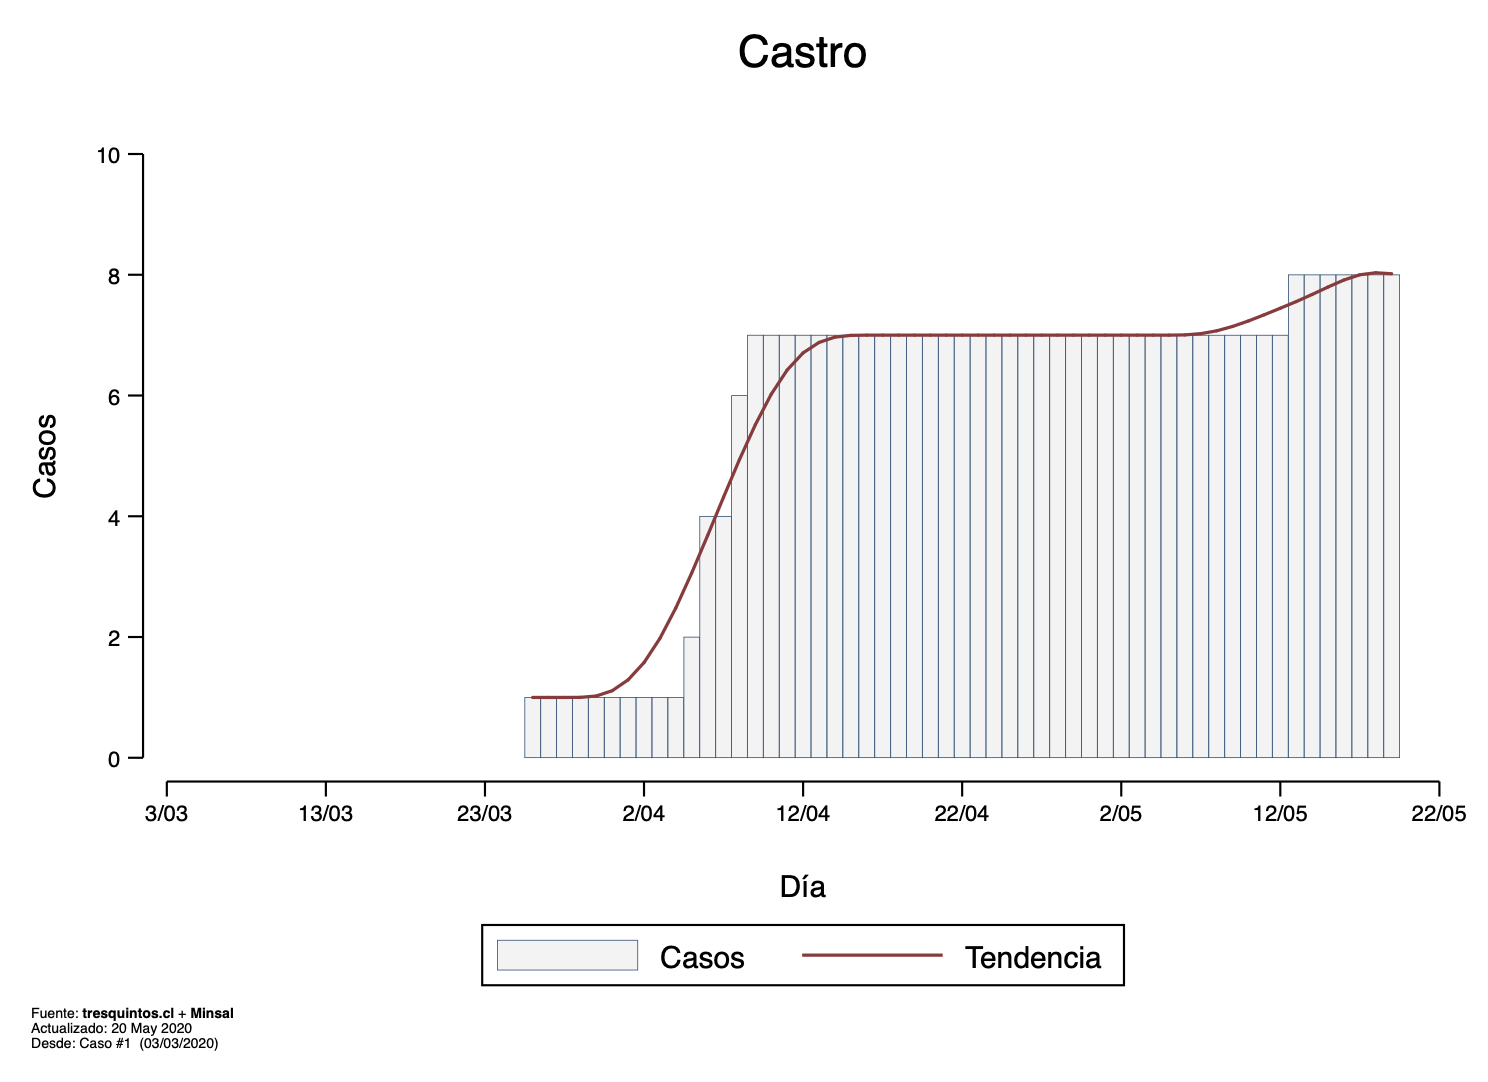 Castro
10
8
6
4
2
0
Casos
3/03 13/03 23/03 2/04 12/04 22/04 2/05 12/05 22/05
Día
Casos Tendencia
Fuente: tresquintos.cl + Minsal
Actualizado: 20 May 2020
Desde: Caso #1 (03/03/2020)